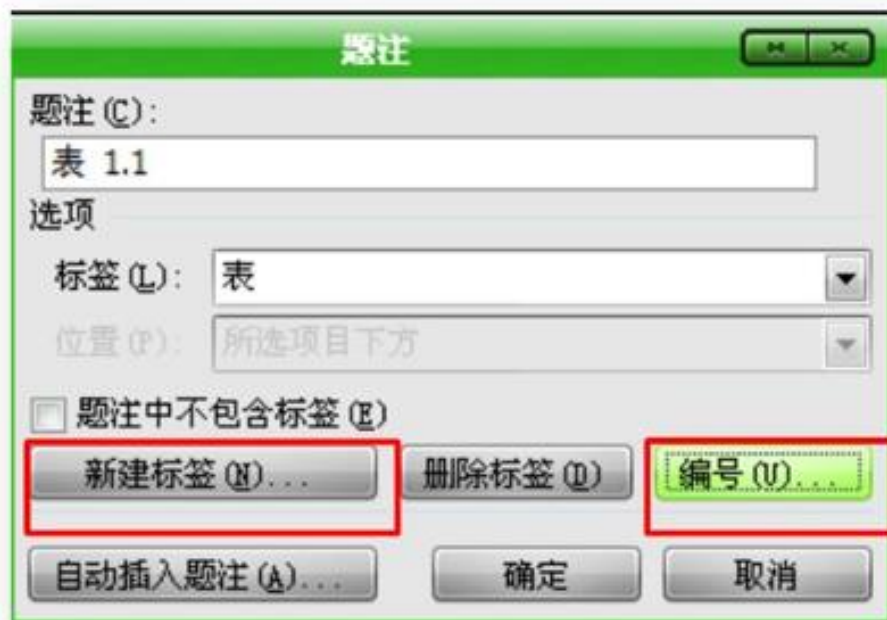 题注
题注(C):
表 1.1
选项
标签(L): 表
位置(P): 所选项目下方
题注中不包含标签(E)
新建标签(N)... 删除标签(D) 编号(U)...
自动插入题注(A)... 确定 取消